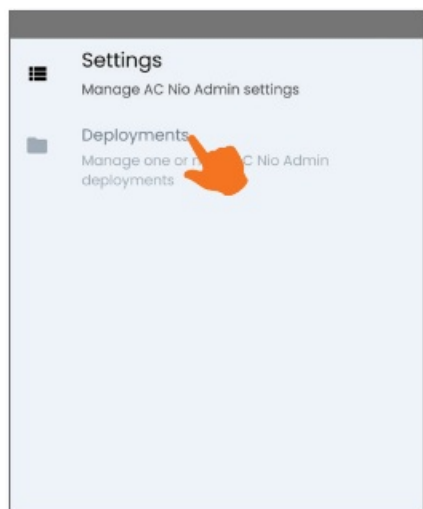 Settings
Manage AC Nio Admin settings
Deployments
Manage one or C Nio Admin
deployments